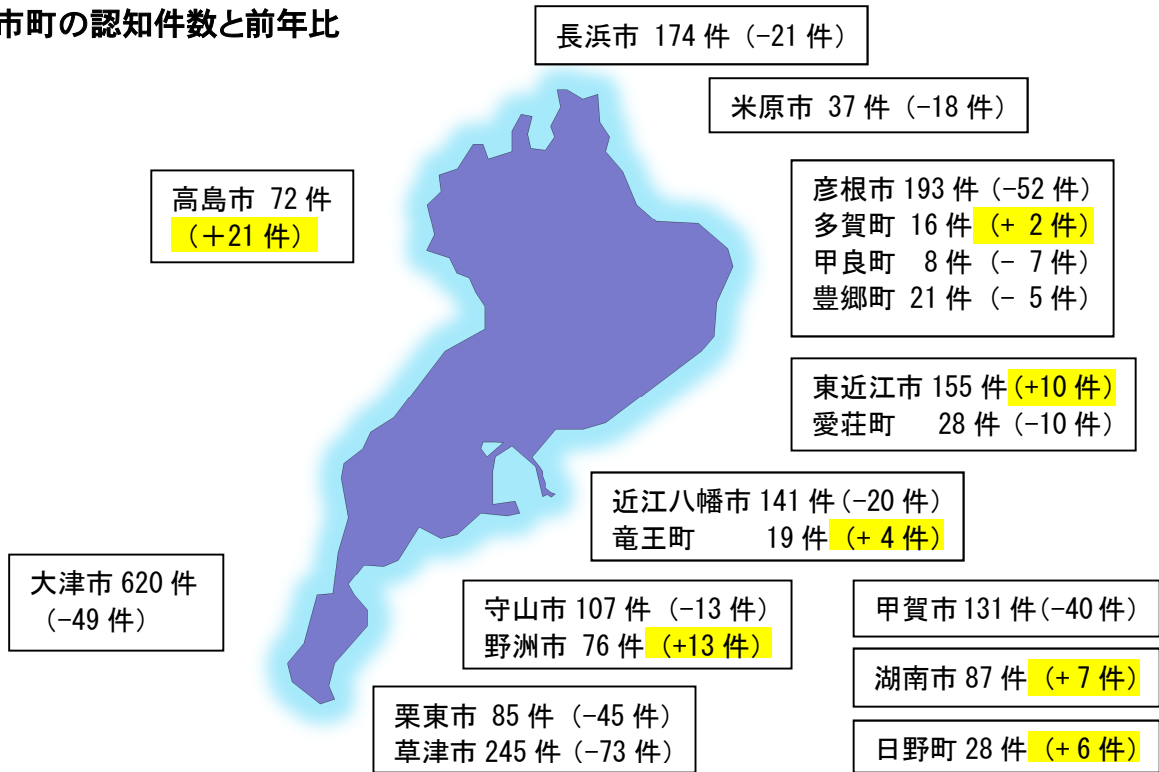 市町の認知件数と前年比
長浜市 174 件 (-21 件)
米原市 37 件 (-18 件)
高島市 72 件
(+21 件)
彦根市 193 件 (-52 件)
多賀町 16 件 (+ 2 件)
甲良町 8 件 (- 7 件)
豊郷町 21 件 (- 5 件)
東近江市 155 件 (+10 件)
愛荘町 28 件 (-10 件)
近江八幡市 141 件 (-20 件)
竜王町 19 件 (+ 4 件)
大津市 620 件
(-49 件)
守山市 107 件 (-13 件)
野洲市 76 件 (+13 件)
甲賀市 131 件 (-40 件)
湖南市 87 件 (+ 7 件)
栗東市 85 件 (-45 件)
草津市 245 件 (-73 件)
日野町 28 件 (+ 6 件)